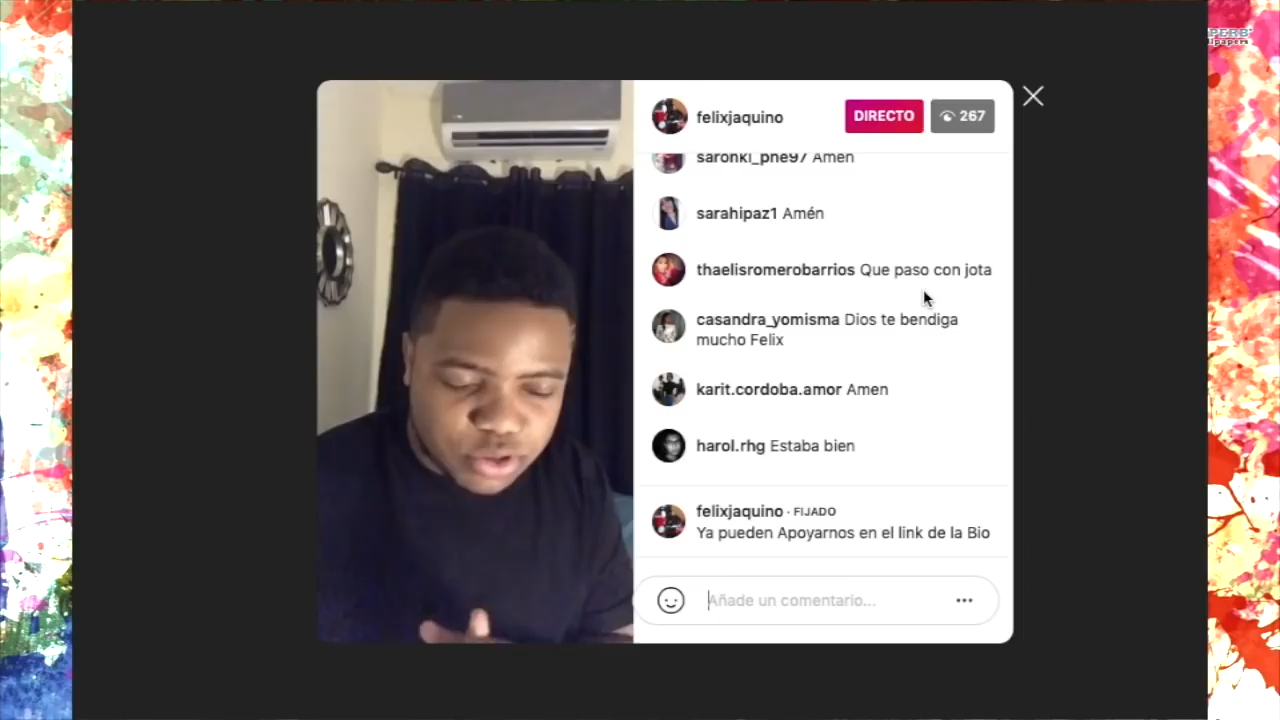 felixjaquino DIRECTO 267
saronki_phe97 Amen
sarahipaz1 Amén
thaelisromerobarrios Que paso con jota
casandra_yomisma Dios te bendiga
mucho Felix
karit.cordoba.amor Amen
harol.rhg Estaba bien
felixjaquino · FIJADO
Ya pueden Apoyarnos en el link de la Bio
Añade un comentario...